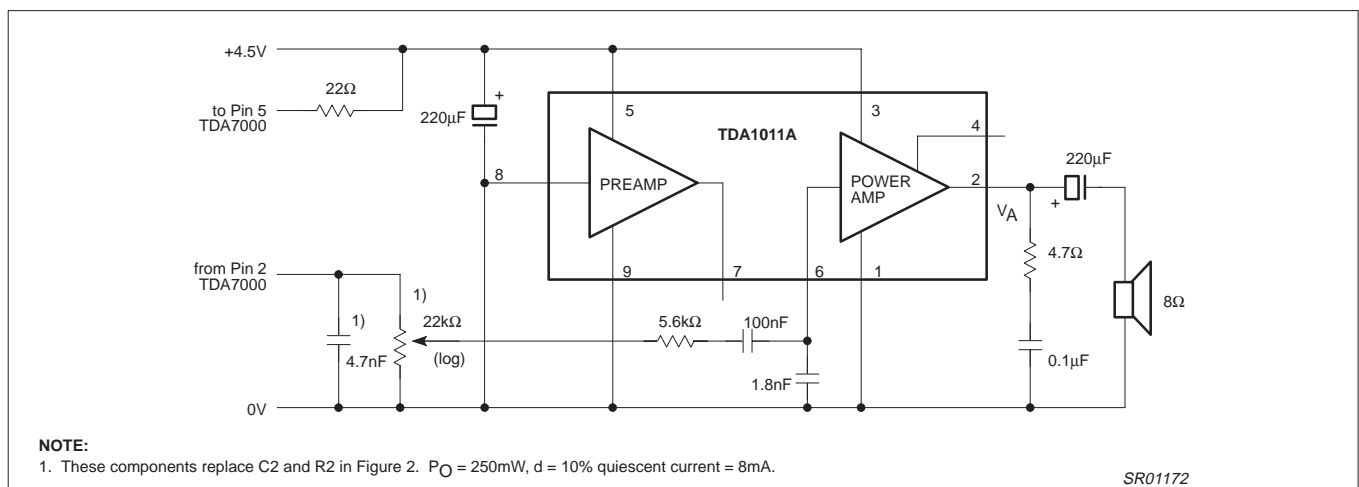 +4.5V
22Ω
to Pin 5
TDA7000
220μF
+
5
3
TDA1011A
4
8
PREAMP
POWER
AMP
2
220μF
+
VA
4.7Ω
from Pin 2
TDA7000
9
7
6
1
8Ω
1)
1)
22kΩ
(log)
4.7nF
5.6kΩ
100nF
1.8nF
0.1μF
0V
NOTE:
1. These components replace C2 and R2 in Figure 2. PO = 250mW, d = 10% quiescent current = 8mA.
SR01172